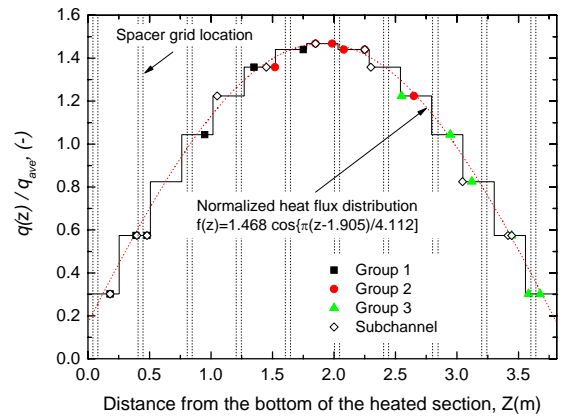 1.6
1.4
1.2
1.0
0.8
0.6
0.4
0.2
0.0
q(z) / q_ave, (-)
Spacer grid location
Normalized heat flux distribution
f(z)=1.468 cos{π(z-1.905)/4.112]
Group 1
Group 2
Group 3
Subchannel
0.0 0.5 1.0 1.5 2.0 2.5 3.0 3.5
Distance from the bottom of the heated section, Z(m)